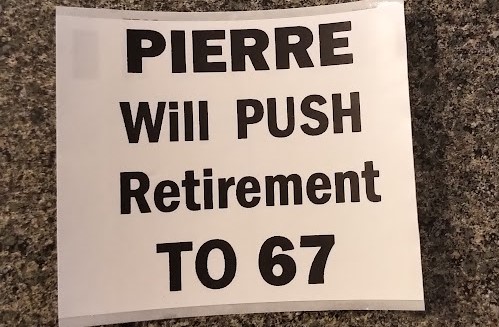 PIERRE
Will PUSH
Retirement
TO 67